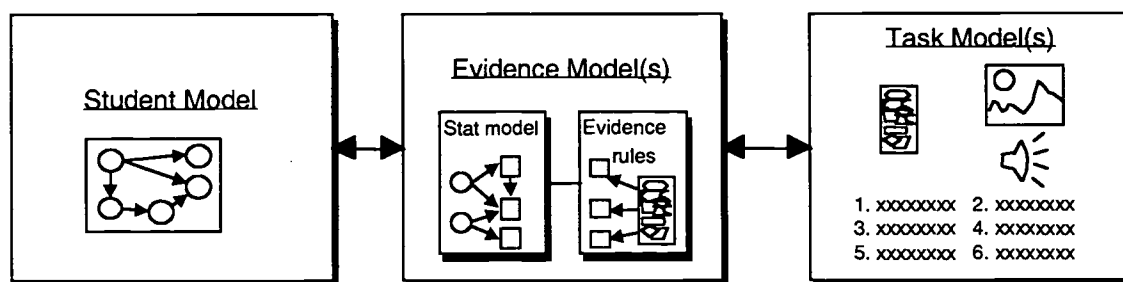 Student Model
Evidence Model(s)
Stat model
Evidence
rules
Task Model(s)
1. xxxxxxxx 2. xxxxxxxx
3. xxxxxxxx 4. xxxxxxxx
5. xxxxxxxx 6. xxxxxxxx